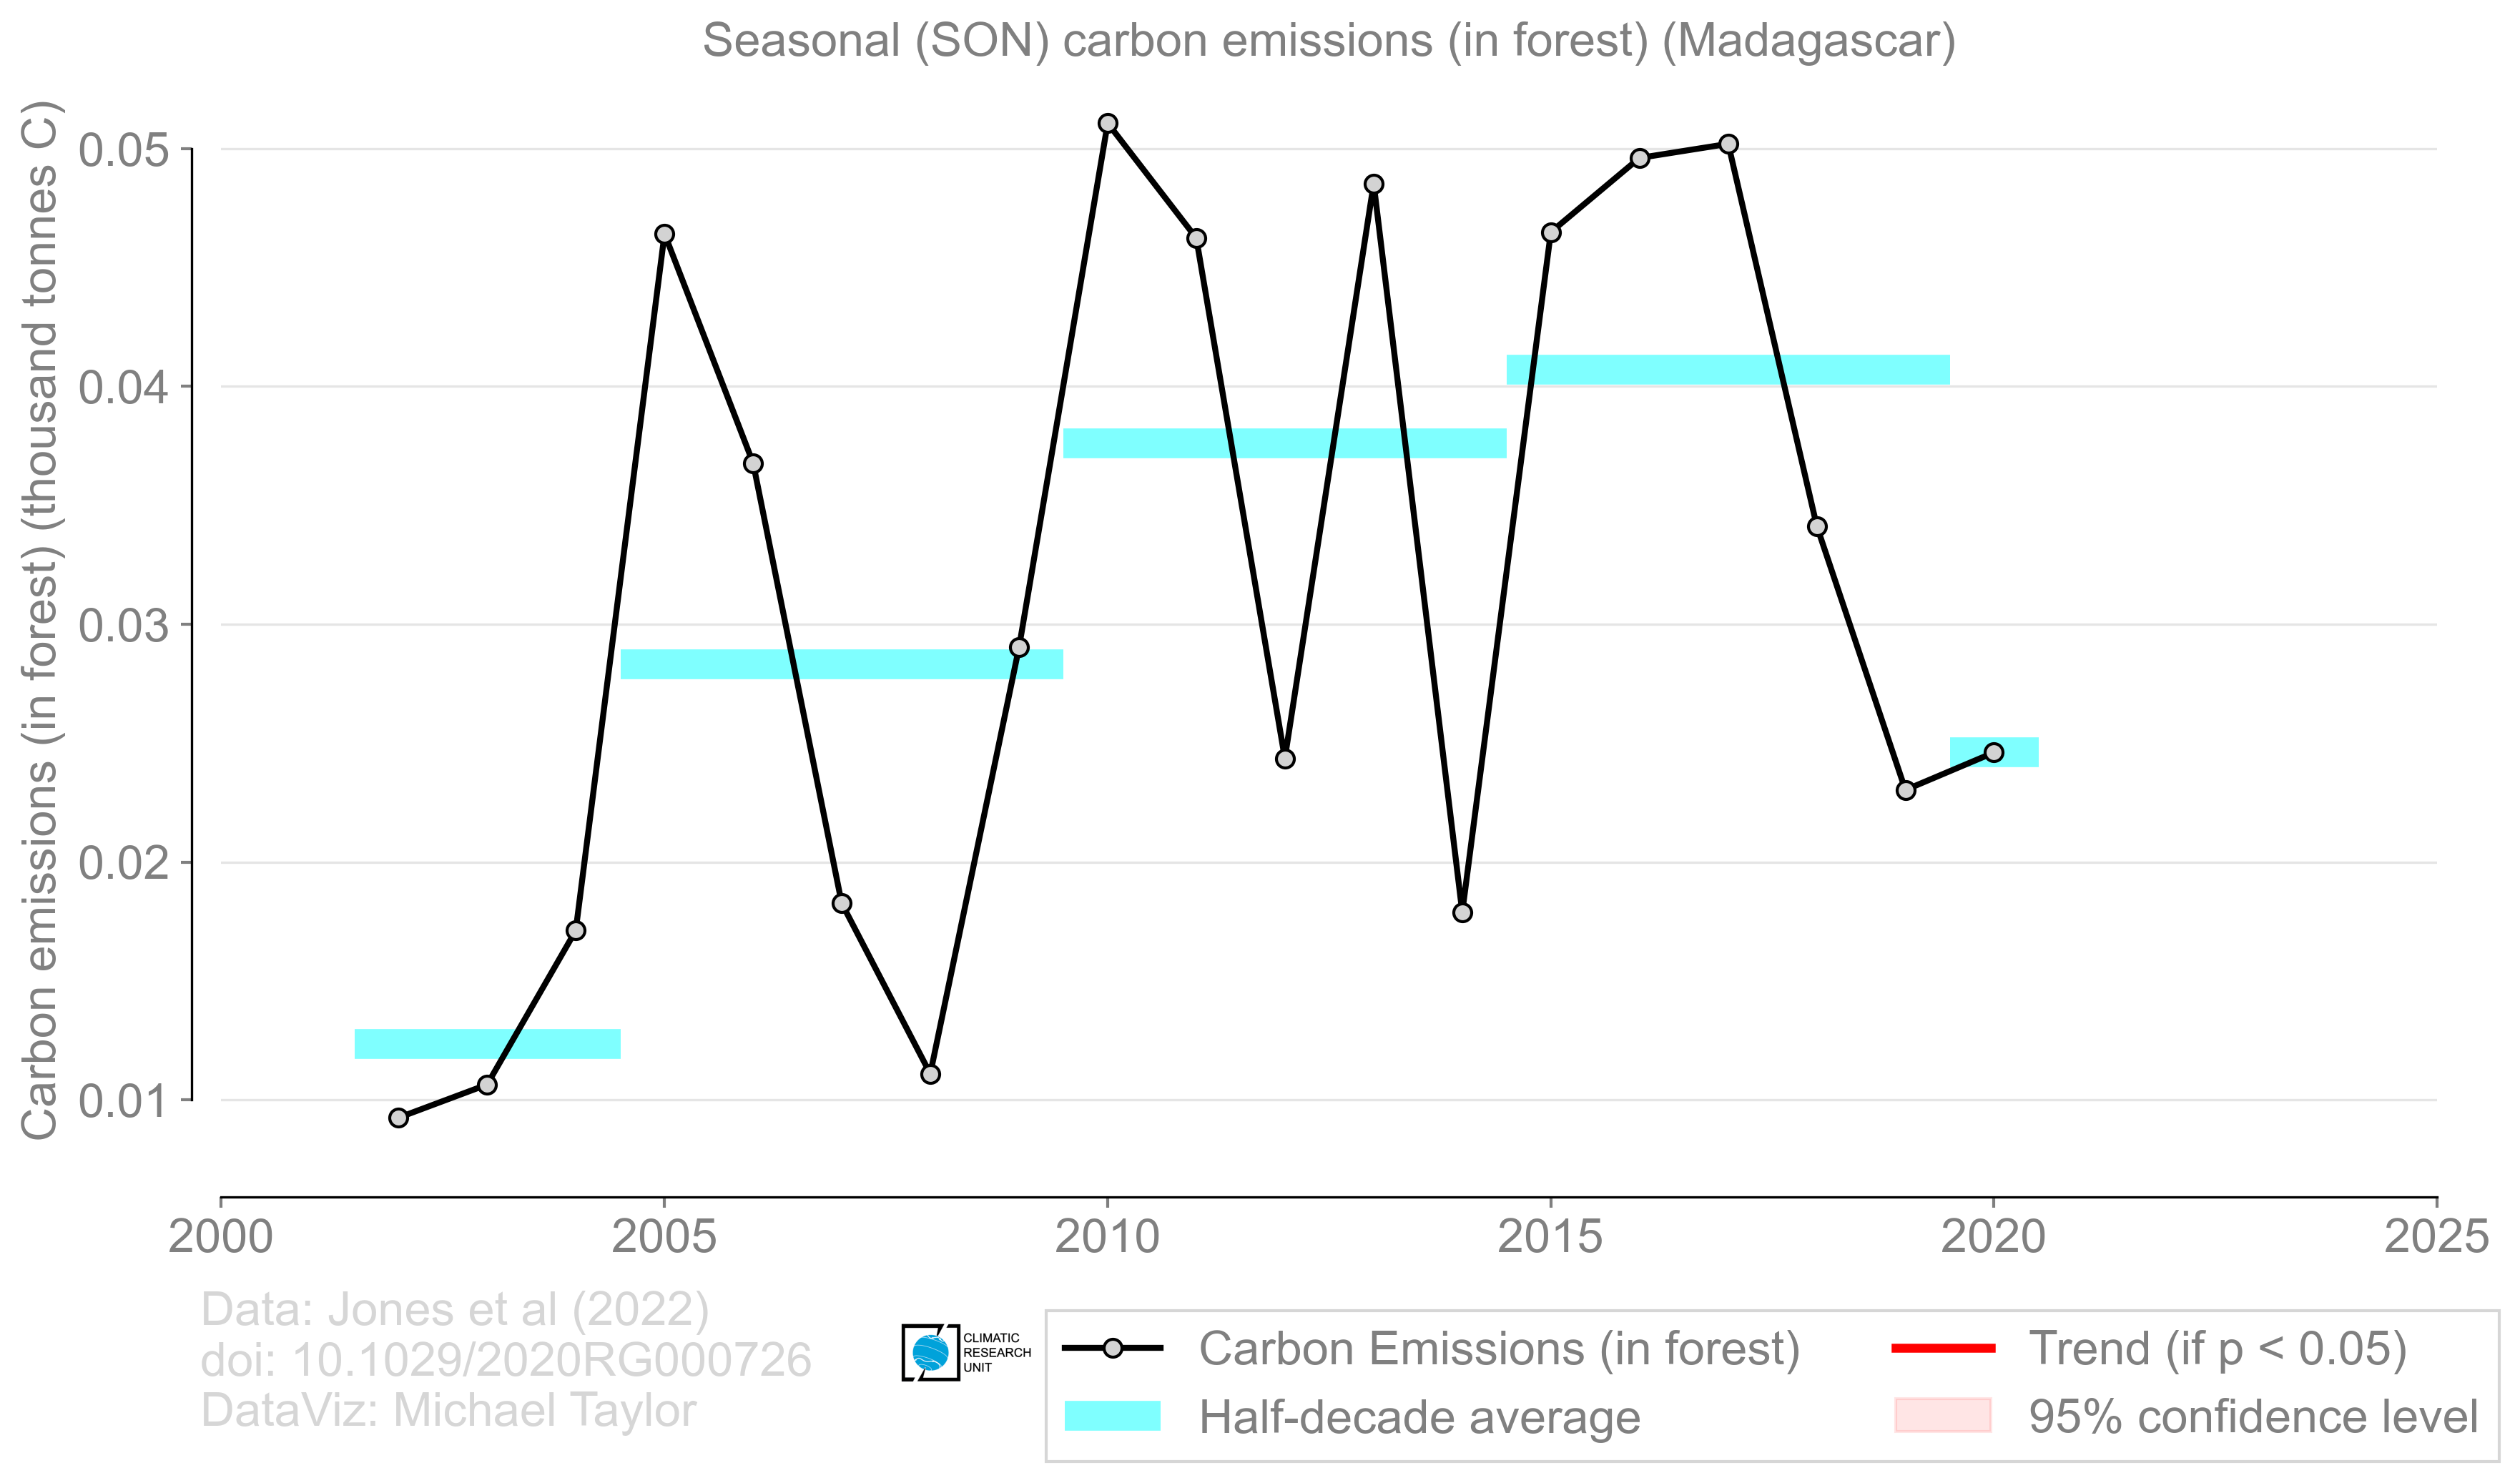 Seasonal (SON) carbon emissions (in forest) (Madagascar)
Carbon emissions (in forest) (thousand tonnes C)
0.05
0.04
0.03
0.02
0.01
2000 2005 2010 2015 2020 2025
Data: Jones et al (2022)
doi: 10.1029/2020RG000726
DataViz: Michael Taylor
CLIMATIC
RESEARCH
UNIT
Carbon Emissions (in forest)
Half-decade average
Trend (if p < 0.05)
95% confidence level